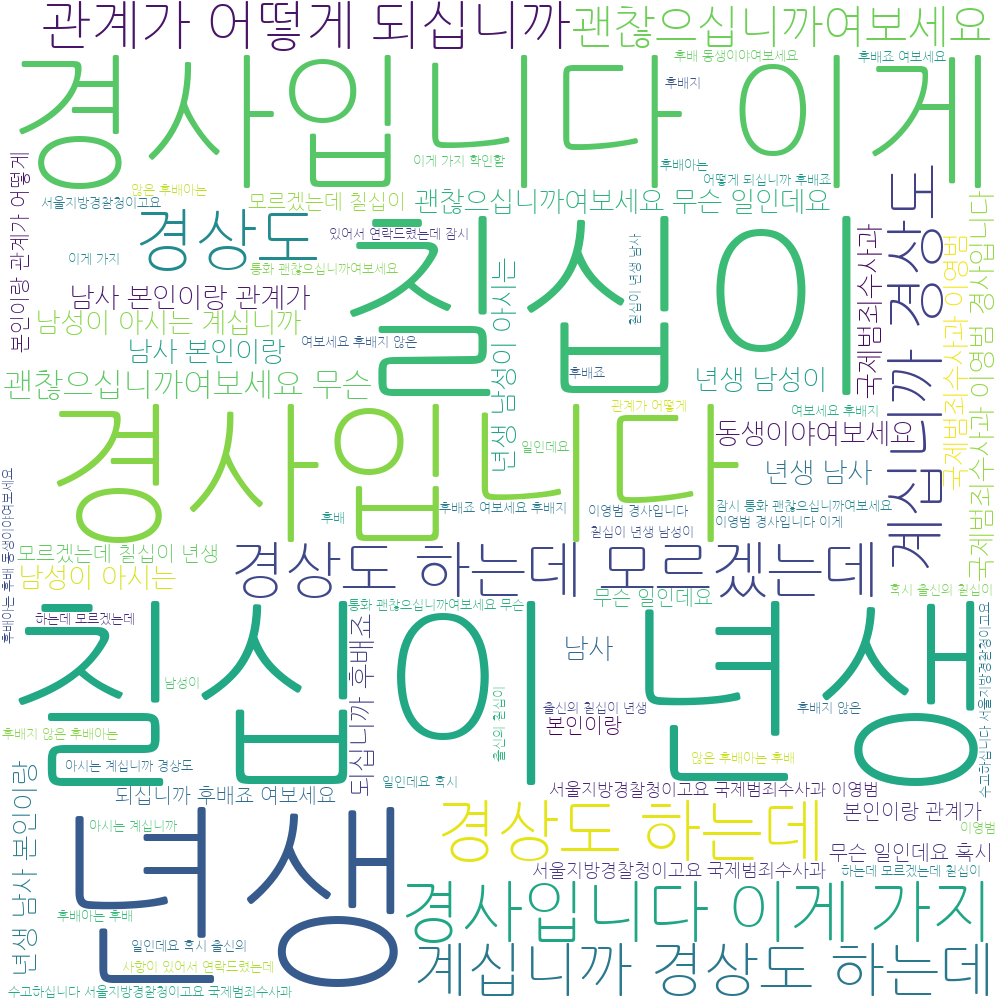 관계가 어떻게 되십니까
괜찮으십니까여보세요
후배 동생이야여보세요
후배죠 여보세요
경사입니다 이게
후배지
이게 가지 확인할
후배아는
어떻게 되십니까 후배죠
본인이랑 관계가 어떻게
않은 후배아는
서울지방경찰청이고요
모르겠는데 칠십이
괜찮으십니까여보세요 무슨 일인데요
경상도
있어서 연락드렸는데 잠시
이게 가지
통화 괜찮으십니까여보세요
칠십이
칠십이 년생 남사
남사 본인이랑 관계가
남성이 아시는 계십니까
남사 본인이랑
여보세요 후배지 않은
년생 남성이 아시는
국제범죄수사과
계십니까 경상도
국제범죄수사과 이영범
국제범죄수사과 이영범 경사입니다
괜찮으십니까여보세요 무슨
후배죠
년생 남성이
경사입니다
관계가 어떻게
여보세요 후배지
동생이야여보세요
일인데요
년생 남사
후배아는 후배 동생이야여보세요
후배
후배죠 여보세요 후배지
이영범 경사입니다
잠시 통화 괜찮으십니까여보세요
이영범 경사입니다 이게
칠십이 년생 남성이
모르겠는데 칠십이 년생
남성이 아시는
경상도 하는데 모르겠는데
무슨 일인데요
혹시 출신의 칠십이
통화 괜찮으십니까여보세요 무슨
하는데 모르겠는데
칠십이 년생
되십니까 후배조
남사
남성이
출신의 칠십이
출신의 칠십이 년생
본인이랑
후배지 않은
수고하십니다 서울지방경찰청이고요
후배지 않은 후배아는
아시는 계십니까 경상도
않은 후배아는 후배
일인데요 혹시
되십니까 후배죠 여보세요
서울지방경찰청이고요 국제범죄수사과 이영범
년생 남사 본인이랑
년생
아시는 계십니까
경상도 하는데
본인이랑 관계가
이영범
무슨 일인데요 혹시
서울지방경찰청이고요 국제범죄수사과
하는데 모르겠는데 칠십이
경사입니다 이게 가지
후배아는 후배
일인데요 혹시 출신의
사항이 있어서 연락드렸는데
계십니까 경상도 하는데
수고하십니다 서울지방경찰청이고요 국제범죄수사과